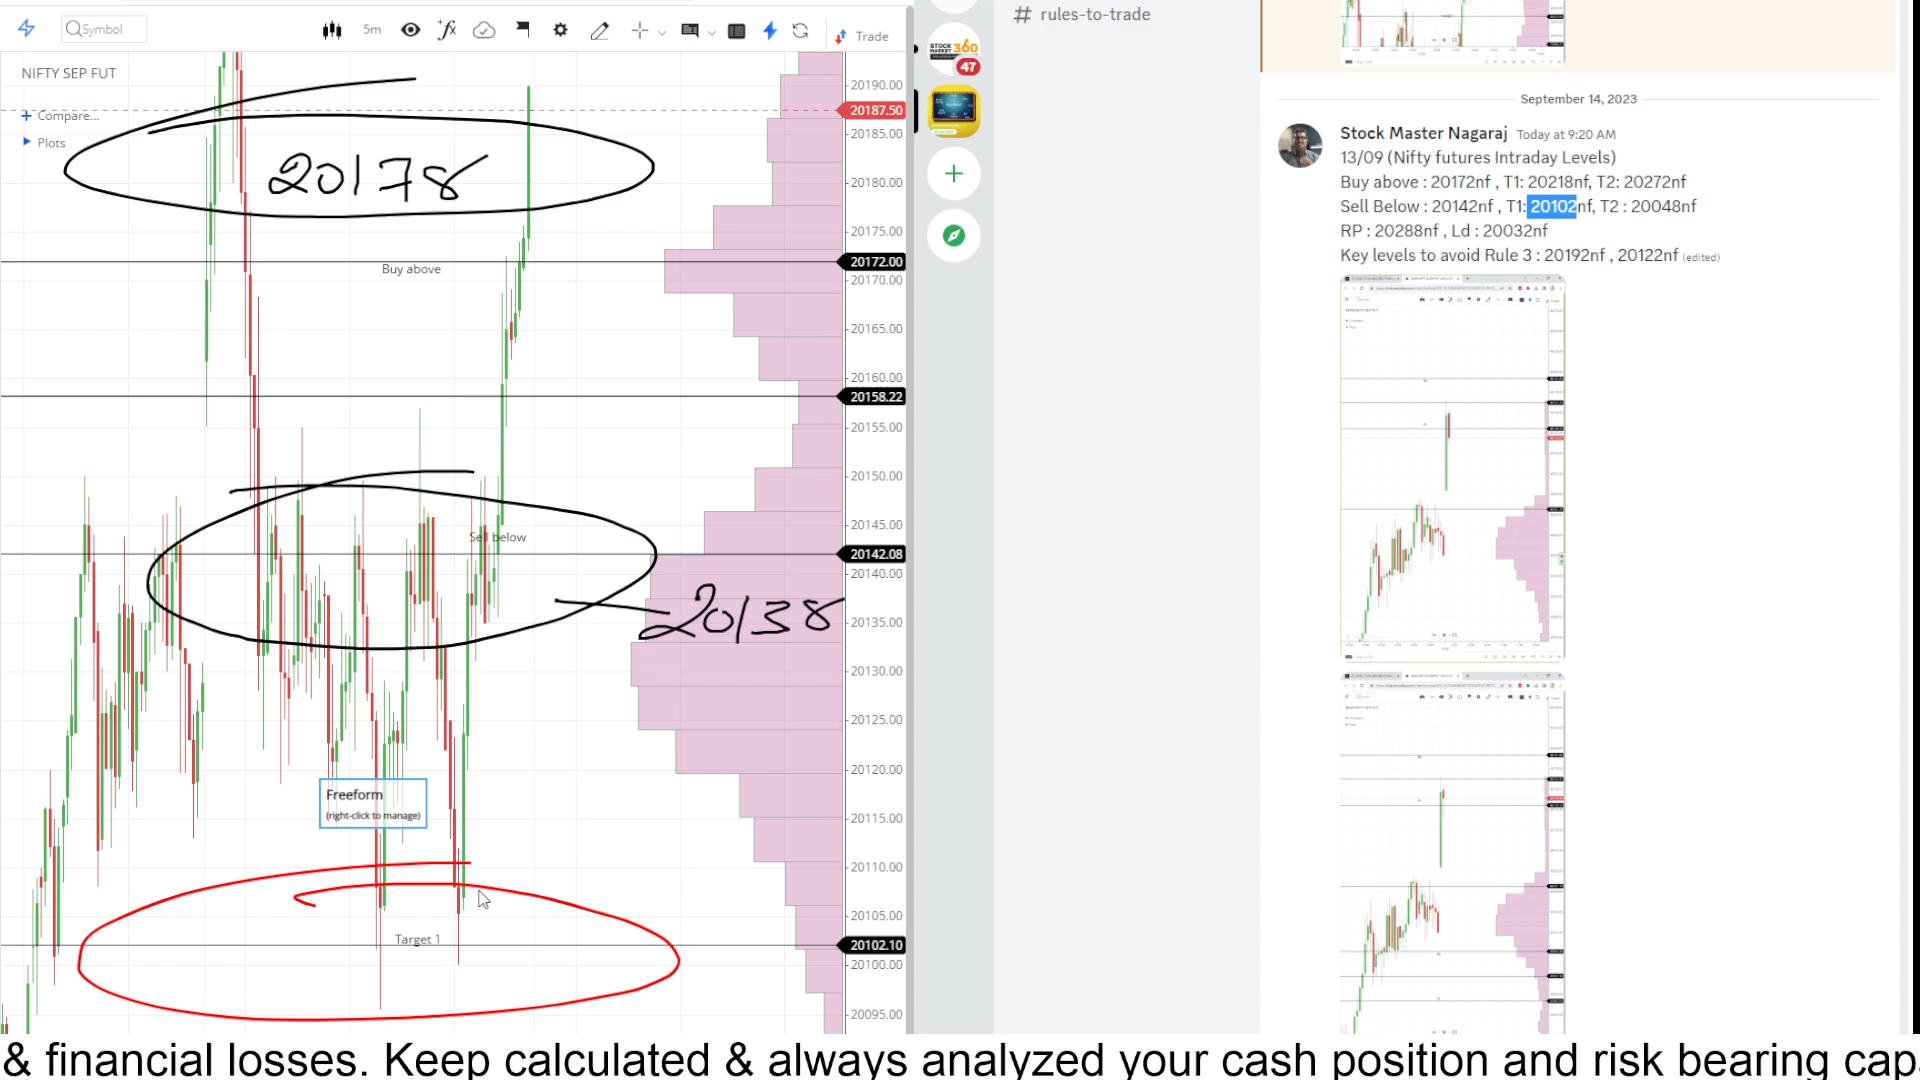 Symbol
5m
Trade
NIFTY SEP FUT
Compare...
Plots
20178
Buy above
Sell below
20138
Freeform
(right-click to manage)
Target 1
20190.00
20187.50
20185.00
20180.00
20175.00
20172.00
20170.00
20165.00
20160.00
20158.22
20155.00
20150.00
20145.00
20142.08
20140.00
20135.00
20130.00
20125.00
20120.00
20115.00
20110.00
20105.00
20102.10
20100.00
20095.00
STOCK
MARKET 360
47
# rules-to-trade
September 14, 2023
Stock Master Nagaraj Today at 9:20 AM
13/09 (Nifty futures Intraday Levels)
Buy above : 20172nf , T1: 20218nf, T2: 20272nf
Sell Below : 20142nf , T1: 20102nf, T2 : 20048nf
RP : 20288nf , Ld : 20032nf
Key levels to avoid Rule 3 : 20192nf , 20122nf (edited)
& financial losses. Keep calculated & always analyzed your cash position and risk bearing cap